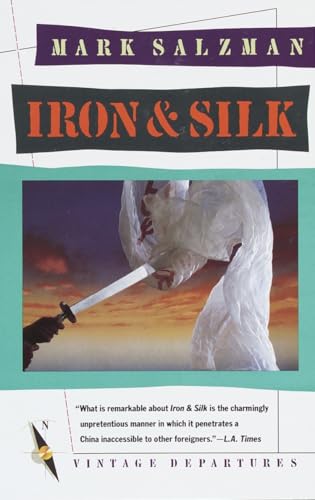 MARK SALZMAN
IRON & SILK
"What is remarkable about Iron & Silk is the charmingly
unpretentious manner in which it penetrates a
China inaccessible to other foreigners."—L.A. Times
N
VINTAGE DEPARTURES